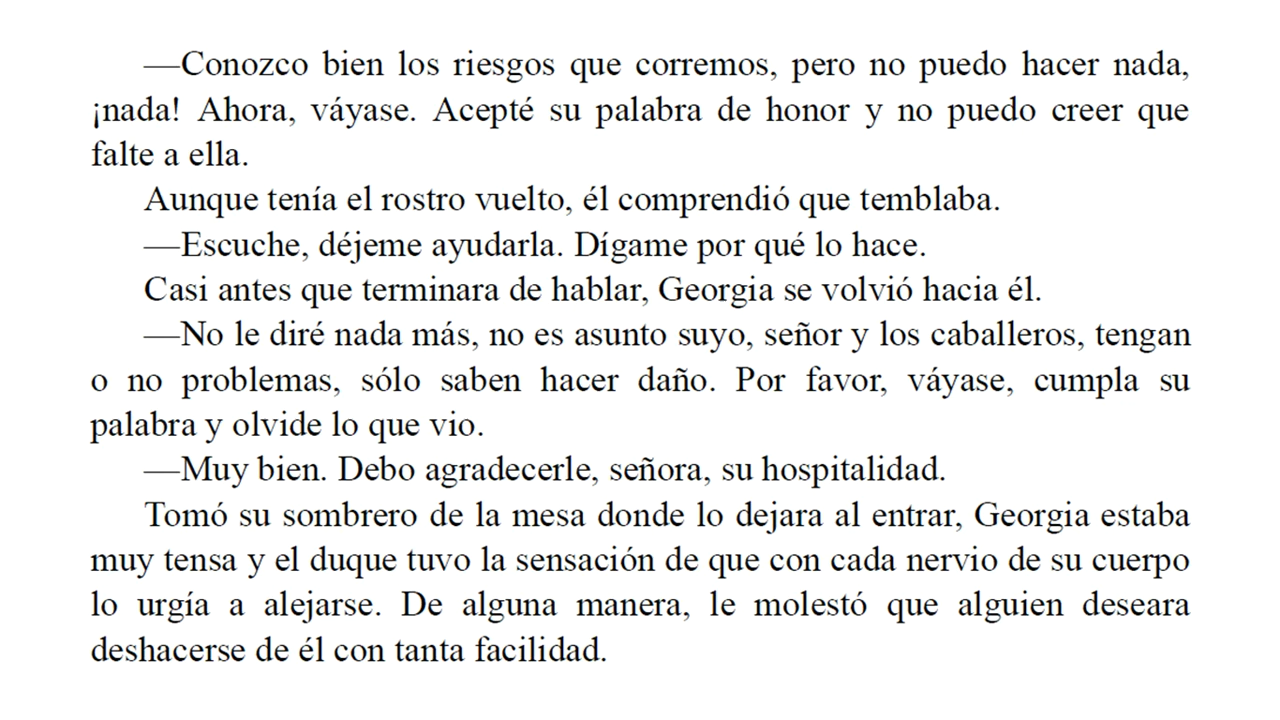 —Conozco bien los riesgos que corremos, pero no puedo hacer nada,
¡nada! Ahora, váyase. Acepté su palabra de honor y no puedo creer que
falte a ella.
Aunque tenía el rostro vuelto, él comprendió que temblaba.
—Escuche, déjeme ayudarla. Dígame por qué lo hace.
Casi antes que terminara de hablar, Georgia se volvió hacia él.
—No le diré nada más, no es asunto suyo, señor y los caballeros, tengan
o no problemas, sólo saben hacer daño. Por favor, váyase, cumpla su
palabra y olvide lo que vio.
—Muy bien. Debo agradecerle, señora, su hospitalidad.
Tomó su sombrero de la mesa donde lo dejara al entrar, Georgia estaba
muy tensa y el duque tuvo la sensación de que con cada nervio de su cuerpo
lo urgía a alejarse. De alguna manera, le molestó que alguien deseara
deshacerse de él con tanta facilidad.